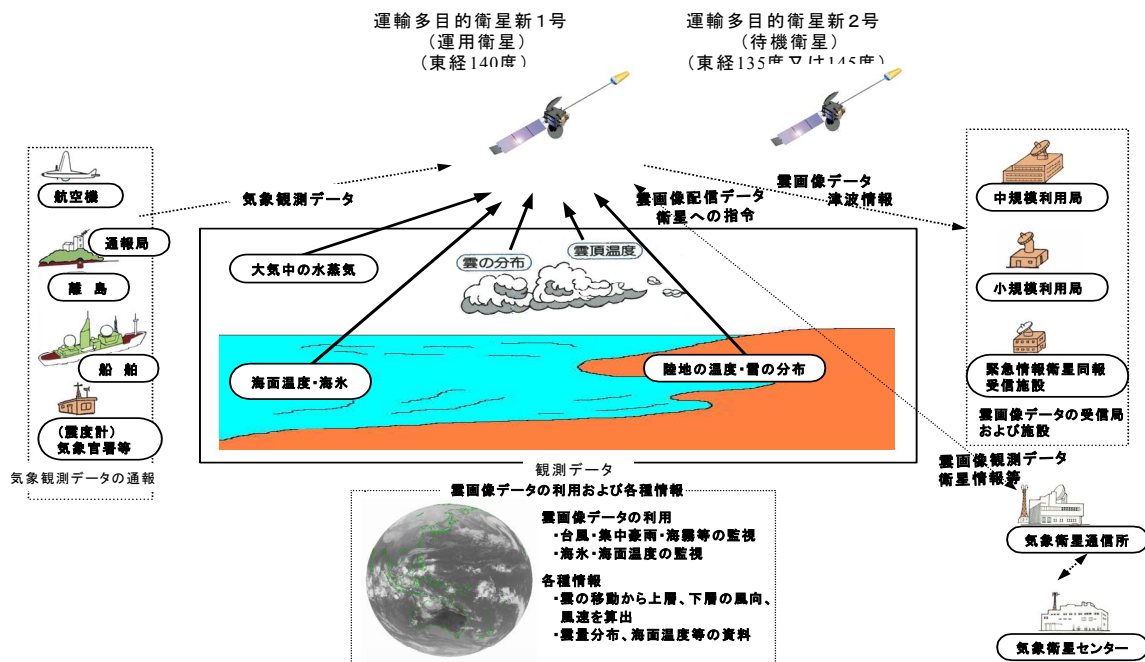 運輸多目的衛星新1号
(運用衛星)
(東経140度)
運輸多目的衛星新2号
(待機衛星)
(東経135度又は145度)
航空機
通報局
離 島
船 舶
(震度計)
気象官署等
気象観測データの通報
気象観測データ
雲画像配信データ
衛星への指令
雲画像データ
津波情報
大気中の水蒸気
雲の分布
雲頂温度
海面温度・海氷
陸地の温度・雪の分布
観測データ
中規模利用局
小規模利用局
緊急情報衛星同報
受信施設
雲画像データの受信局
および施設
雲画像観測データ
衛星情報等
気象衛星通信所
気象衛星センター
雲画像データの利用および各種情報
雲画像データの利用
・台風・集中豪雨・海霧等の監視
・海氷・海面温度の監視
各種情報
・雲の移動から上層、下層の風向、
風速を算出
・雲量分布、海面温度等の資料